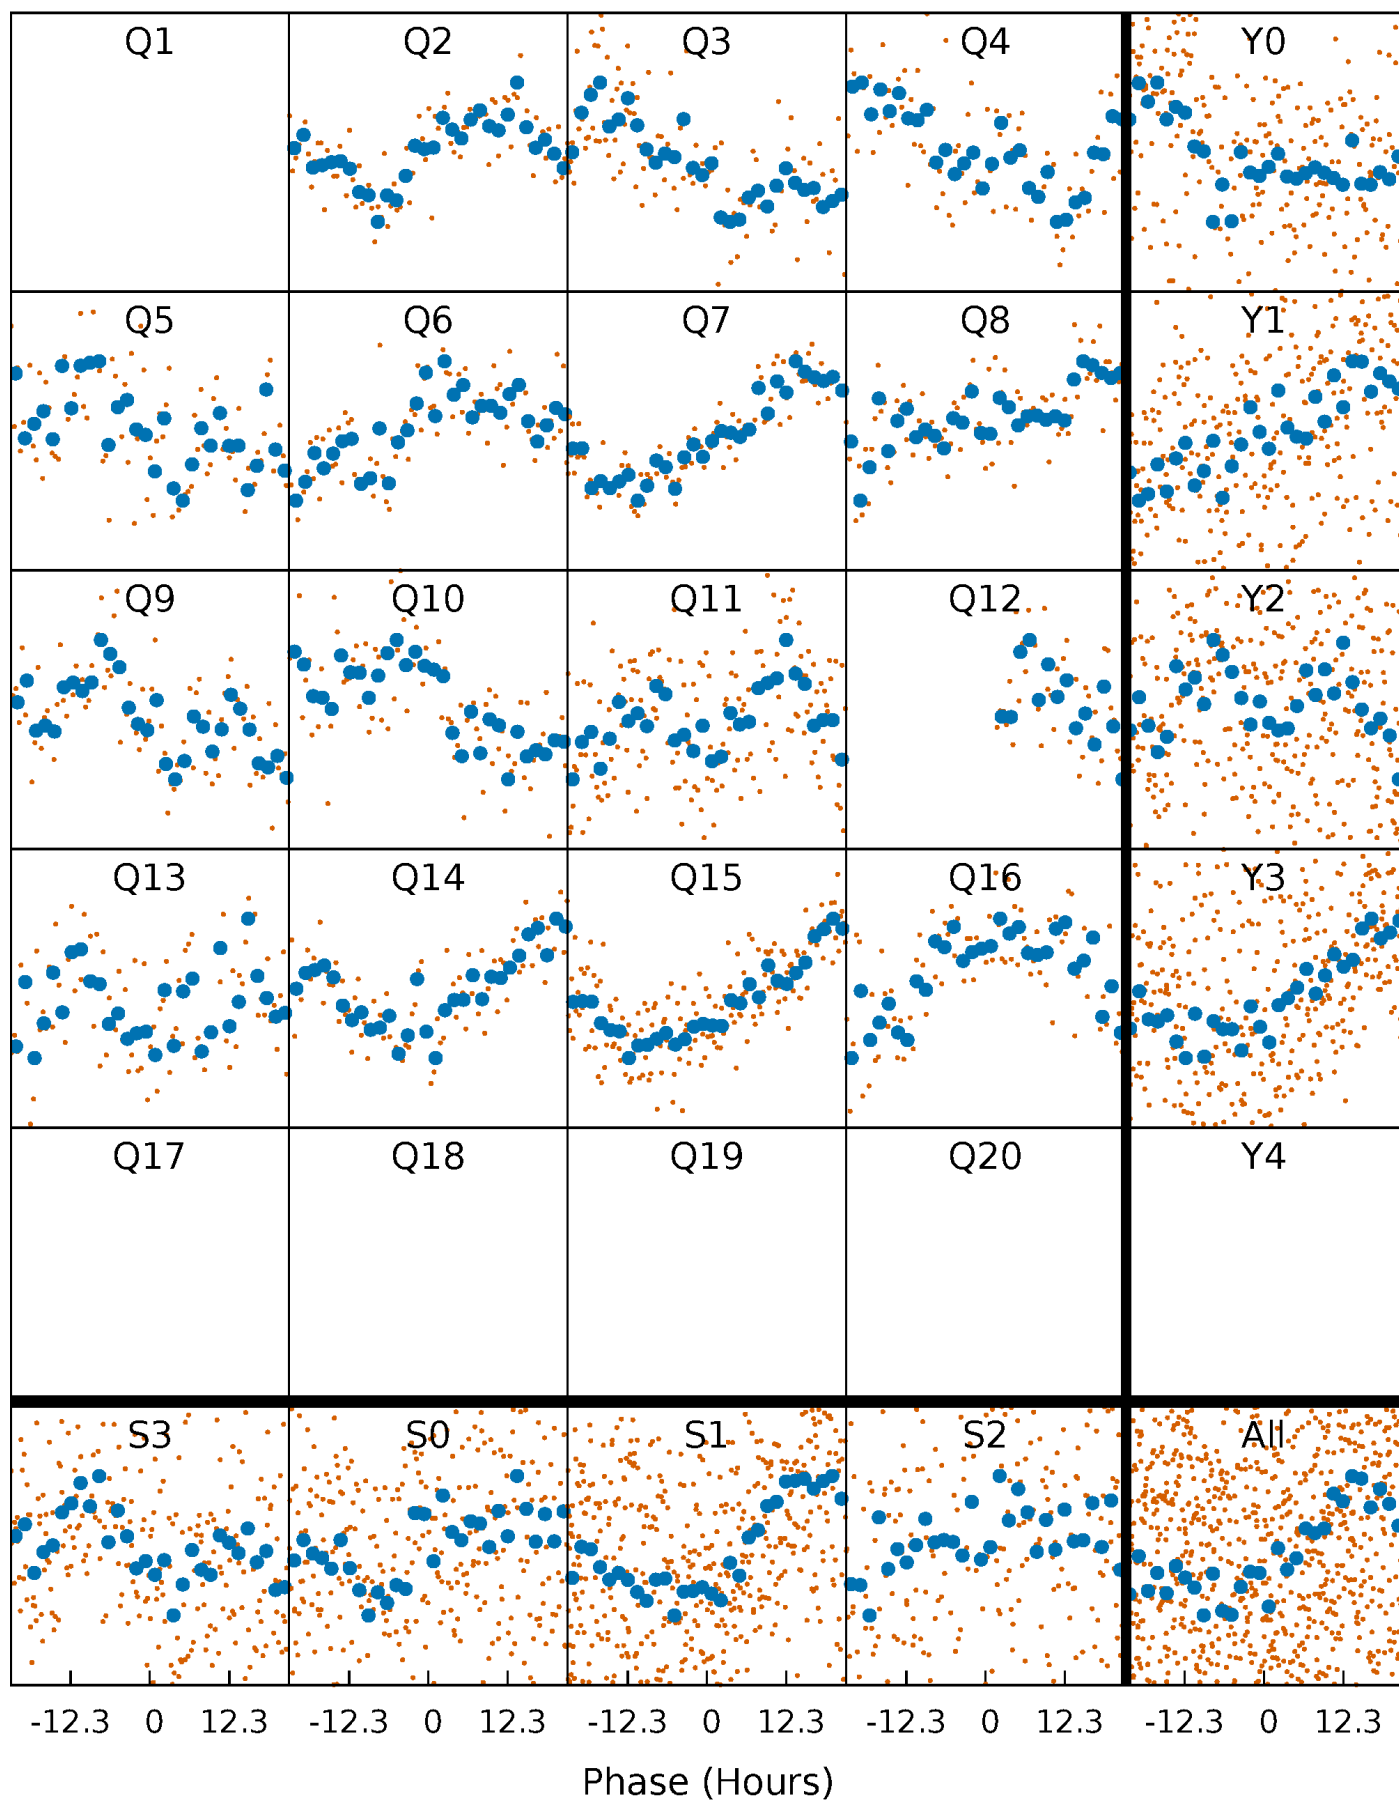 Q1 Q2 Q3 Q4 Y0
Q5 Q6 Q7 Q8 Y1
Q9 Q10 Q11 Q12 Y2
Q13 Q14 Q15 Q16 Y3
Q17 Q18 Q19 Q20 Y4
S3 S0 S1 S2 All
-12.3 0 12.3 -12.3 0 12.3 -12.3 0 12.3 -12.3 0 12.3 -12.3 0 12.3
Phase (Hours)